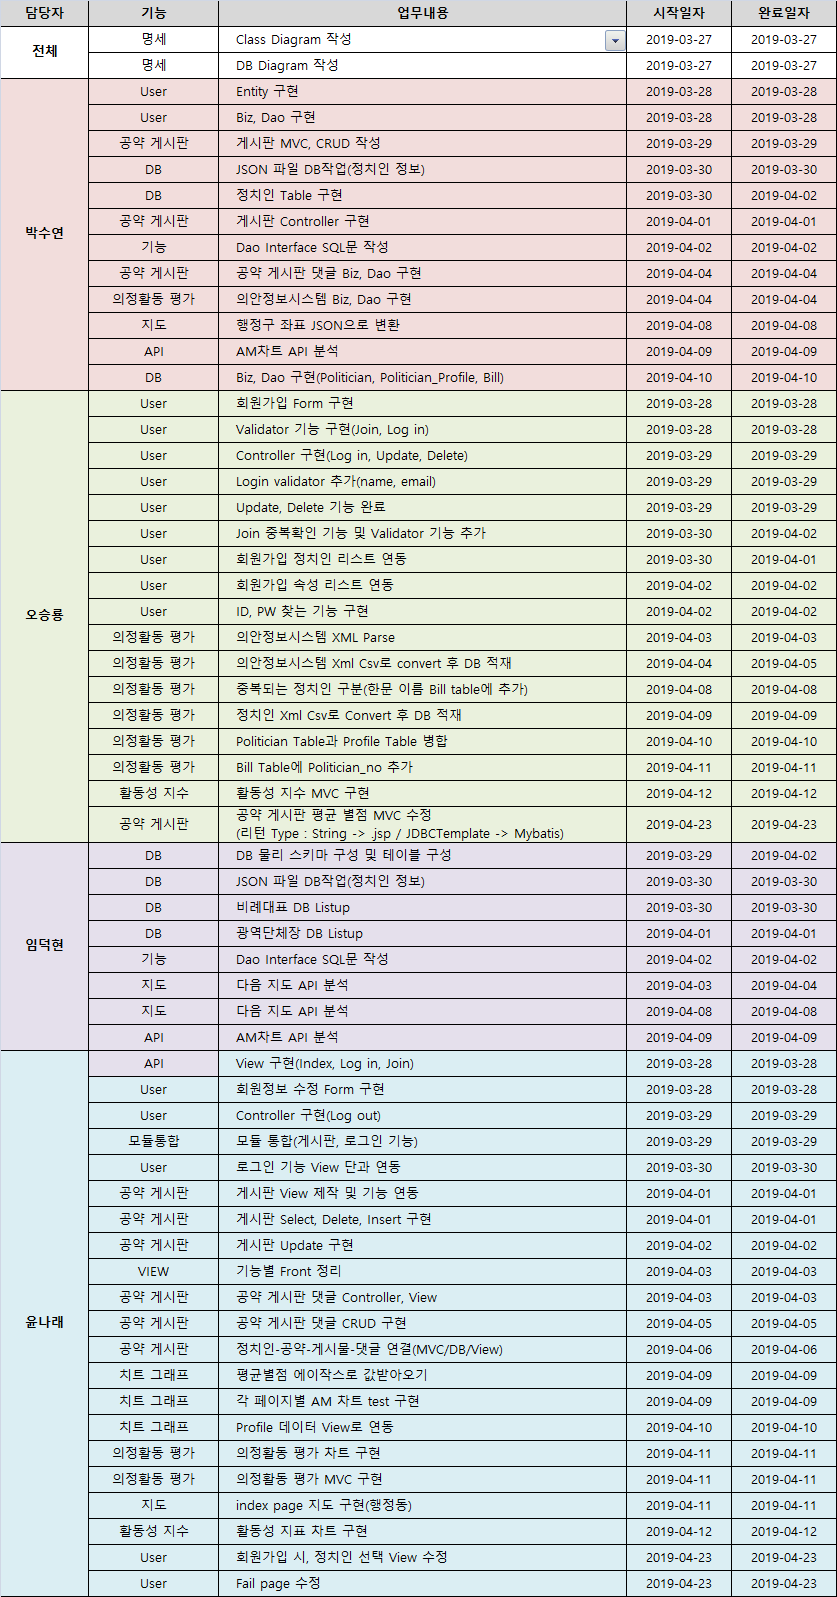 담당자 기능 업무내용 시작일자 완료일자
전체
명세 Class Diagram 작성 2019-03-27 2019-03-27
명세 DB Diagram 작성 2019-03-27 2019-03-27
박수연
User Entity 구현 2019-03-28 2019-03-28
User Biz, Dao 구현 2019-03-28 2019-03-28
공약 게시판 게시판 MVC, CRUD 작성 2019-03-29 2019-03-29
DB JSON 파일 DB작업(정치인 정보) 2019-03-30 2019-03-30
DB 정치인 Table 구현 2019-03-30 2019-04-02
공약 게시판 게시판 Controller 구현 2019-04-01 2019-04-01
기능 Dao Interface SQL문 작성 2019-04-02 2019-04-02
공약 게시판 공약 게시판 댓글 Biz, Dao 구현 2019-04-04 2019-04-04
의정활동 평가 의안정보시스템 Biz, Dao 구현 2019-04-04 2019-04-04
지도 행정구 좌표 JSON으로 변환 2019-04-08 2019-04-08
API AM차트 API 분석 2019-04-09 2019-04-09
DB Biz, Dao 구현(Politician, Politician_Profile, Bill) 2019-04-10 2019-04-10
오승룡
User 회원가입 Form 구현 2019-03-28 2019-03-28
User Validator 기능 구현(Join, Log in) 2019-03-28 2019-03-28
User Controller 구현(Log in, Update, Delete) 2019-03-29 2019-03-29
User Login validator 추가(name, email) 2019-03-29 2019-03-29
User Update, Delete 기능 완료 2019-03-29 2019-03-29
User Join 중복확인 기능 및 Validator 기능 추가 2019-03-30 2019-04-02
User 회원가입 정치인 리스트 연동 2019-03-30 2019-04-01
User 회원가입 속성 리스트 연동 2019-04-02 2019-04-02
User ID, PW 찾는 기능 구현 2019-04-02 2019-04-02
의정활동 평가 의안정보시스템 XML Parse 2019-04-03 2019-04-03
의정활동 평가 의안정보시스템 Xml Csv로 convert 후 DB 적재 2019-04-04 2019-04-05
의정활동 평가 중복되는 정치인 구분(한문 이름 Bill table에 추가) 2019-04-08 2019-04-08
의정활동 평가 정치인 Xml Csv로 Convert 후 DB 적재 2019-04-09 2019-04-09
의정활동 평가 Politician Table과 Profile Table 병합 2019-04-10 2019-04-10
의정활동 평가 Bill Table에 Politician_no 추가 2019-04-11 2019-04-11
활동성 지수 활동성 지수 MVC 구현 2019-04-12 2019-04-12
공약 게시판 공약 게시판 평균 별점 MVC 수정 2019-04-23 2019-04-23
(리턴 Type : String -> .jsp / JDBCTemplate -> Mybatis)
임덕현
DB DB 물리 스키마 구성 및 테이블 구성 2019-03-29 2019-04-02
DB JSON 파일 DB작업(정치인 정보) 2019-03-30 2019-03-30
DB 비례대표 DB Listup 2019-03-30 2019-03-30
DB 광역단체장 DB Listup 2019-04-01 2019-04-01
기능 Dao Interface SQL문 작성 2019-04-02 2019-04-02
지도 다음 지도 API 분석 2019-04-03 2019-04-04
지도 다음 지도 API 분석 2019-04-08 2019-04-08
API AM차트 API 분석 2019-04-09 2019-04-09
윤나래
API View 구현(Index, Log in, Join) 2019-03-28 2019-03-28
User 회원정보 수정 Form 구현 2019-03-28 2019-03-28
User Controller 구현(Log out) 2019-03-29 2019-03-29
모듈통합 모듈 통합(게시판, 로그인 기능) 2019-03-29 2019-03-29
User 로그인 기능 View 단과 연동 2019-03-30 2019-03-30
공약 게시판 게시판 View 제작 및 기능 연동 2019-04-01 2019-04-01
공약 게시판 게시판 Select, Delete, Insert 구현 2019-04-01 2019-04-01
공약 게시판 게시판 Update 구현 2019-04-02 2019-04-02
VIEW 기능별 Front 정리 2019-04-03 2019-04-03
공약 게시판 공약 게시판 댓글 Controller, View 2019-04-03 2019-04-03
공약 게시판 공약 게시판 댓글 CRUD 구현 2019-04-05 2019-04-05
공약 게시판 정치인-공약-게시물-댓글 연결(MVC/DB/View) 2019-04-06 2019-04-06
치트 그래프 평균별점 에이작스로 값받아오기 2019-04-09 2019-04-09
치트 그래프 각 페이지별 AM 차트 test 구현 2019-04-09 2019-04-09
치트 그래프 Profile 데이터 View로 연동 2019-04-10 2019-04-10
의정활동 평가 의정활동 평가 차트 구현 2019-04-11 2019-04-11
의정활동 평가 의정활동 평가 MVC 구현 2019-04-11 2019-04-11
지도 index page 지도 구현(행정동) 2019-04-11 2019-04-11
활동성 지수 활동성 지표 차트 구현 2019-04-12 2019-04-12
User 회원가입 시, 정치인 선택 View 수정 2019-04-23 2019-04-23
User Fail page 수정 2019-04-23 2019-04-23